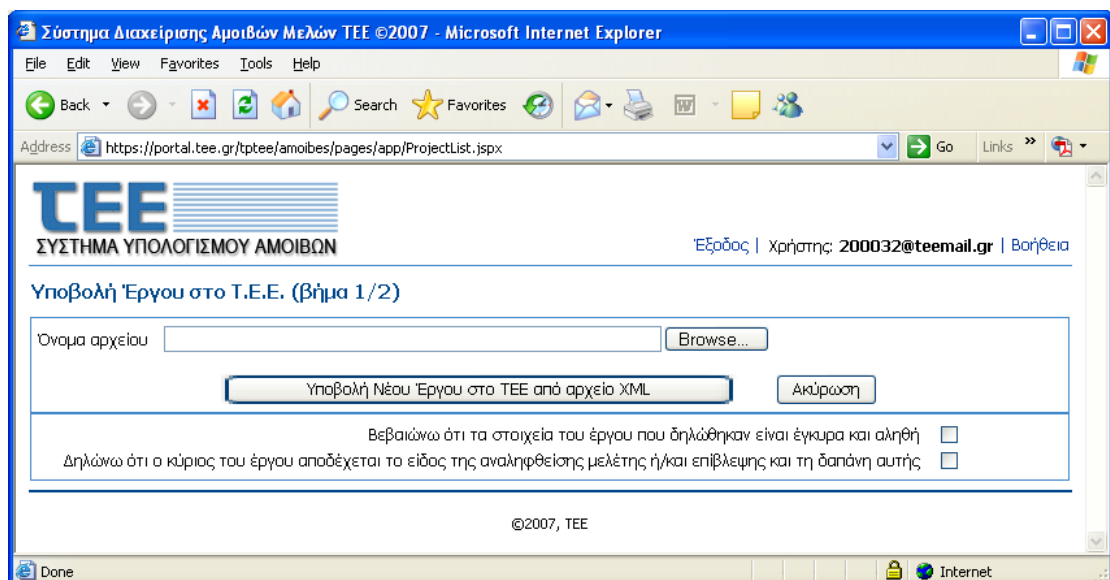 Σύστημα Διαχείρισης Αμοιβών Μελών ΤΕΕ ©2007 - Microsoft Internet Explorer
File Edit View Favorites Tools Help
Back Search Favorites
Address https://portal.tee.gr/tptee/amoibes/pages/app/ProjectList.jspx Go Links »
ΤΕΕ
ΣΥΣΤΗΜΑ ΥΠΟΛΟΓΙΣΜΟΥ ΑΜΟΙΒΩΝ
Έξοδος | Χρήστης: 200032@teemail.gr | Βοήθεια
Υποβολή Έργου στο Τ.Ε.Ε. (βήμα 1/2)
Όνομα αρχείου Browse...
Υποβολή Νέου Έργου στο ΤΕΕ από αρχείο XML Ακύρωση
Βεβαιώνω ότι τα στοιχεία του έργου που δηλώθηκαν είναι έγκυρα και αληθή
Δηλώνω ότι ο κύριος του έργου αποδέχεται το είδος της αναληφθείσης μελέτης ή/και επίβλεψης και τη δαπάνη αυτής
©2007, ΤΕΕ
Done Internet